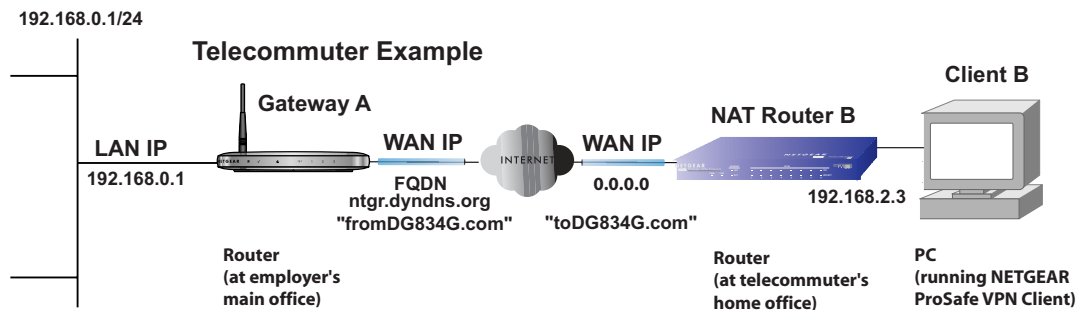 192.168.0.1/24
Telecommuter Example
Gateway A
LAN IP
192.168.0.1
NETGEAR
WAN IP
FQDN
ntgr.dyndns.org
"fromDG834G.com"
INTERNET
WAN IP
0.0.0.0
"toDG834G.com"
NAT Router B
NETGEAR
192.168.2.3
Client B
Router
(at employer's
main office)
Router
(at telecommuter's
home office)
PC
(running NETGEAR
ProSafe VPN Client)